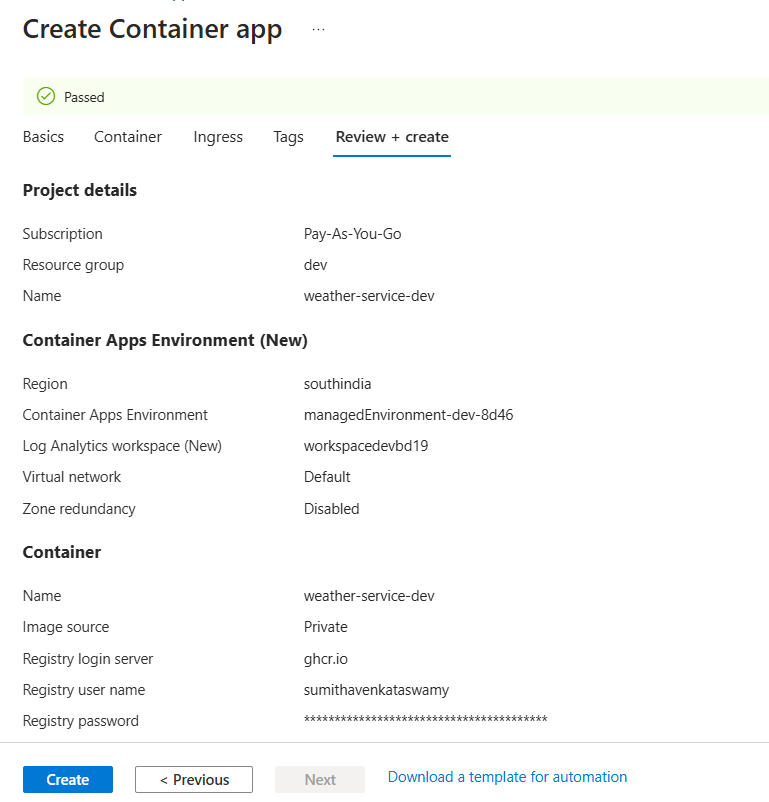 Create Container app ...
Passed
Basics Container Ingress Tags Review + create
Project details
Subscription Pay-As-You-Go
Resource group dev
Name weather-service-dev
Container Apps Environment (New)
Region southindia
Container Apps Environment managedEnvironment-dev-8d46
Log Analytics workspace (New) workspacedevbd19
Virtual network Default
Zone redundancy Disabled
Container
Name weather-service-dev
Image source Private
Registry login server ghcr.io
Registry user name sumithavenkataswamy
Registry password ****************************************
Create < Previous Next Download a template for automation